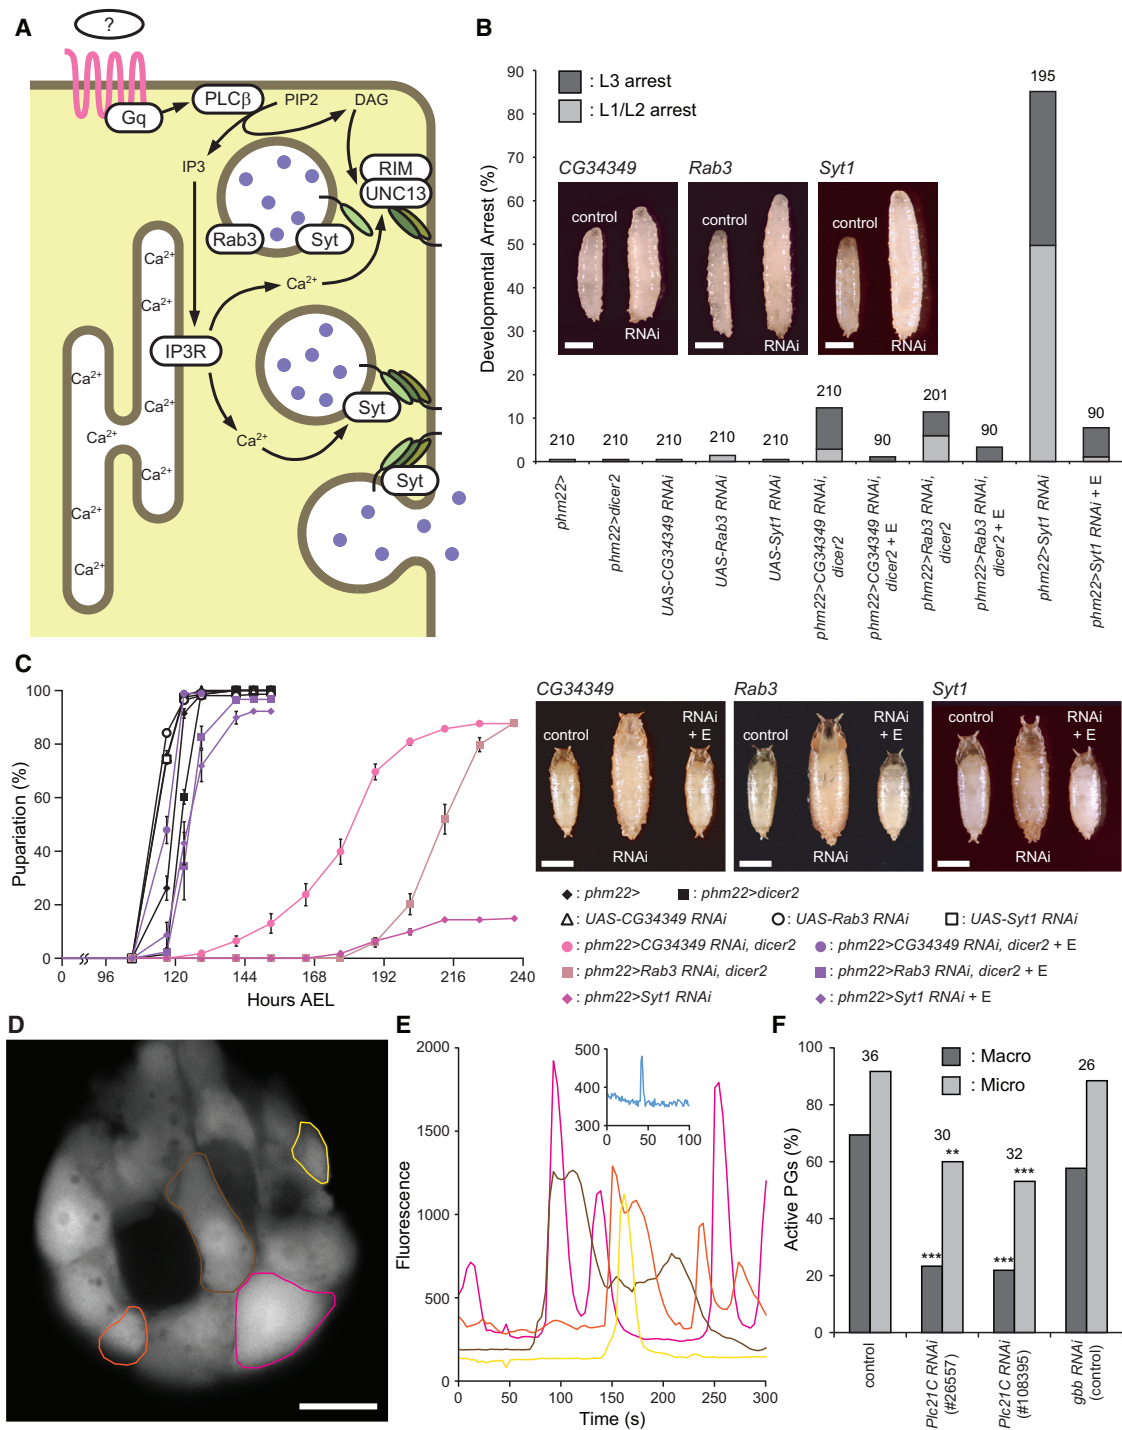 A
?
Gq
PLCβ
PIP2
DAG
IP3
RIM
UNC13
Rab3
Syt
Ca2+
Ca2+
Ca2+
IP3R
Ca2+
Ca2+
Ca2+
Syt
Ca2+
Ca2+
Ca2+
Syt
Ca2+
Ca2+
B
: L3 arrest
: L1/L2 arrest
Developmental Arrest (%)
90
80
70
60
50
40
30
20
10
0
CG34349
Rab3
Syt1
control
RNAi
control
RNAi
control
RNAi
210
210
210
210
210
210
90
201
90
195
90
phm22>
phm22>dicer2
UAS-CG34349 RNAi
UAS-Rab3 RNAi
UAS-Syt1 RNAi
phm22>CG34349 RNAi,
dicer2
phm22>CG34349 RNAi,
dicer2 + E
phm22>Rab3 RNAi,
dicer2
phm22>Rab3 RNAi,
dicer2 + E
phm22>Syt1 RNAi
phm22>Syt1 RNAi + E
C
Pupariation (%)
100
80
60
40
20
0
0
96
120
144
168
192
216
240
Hours AEL
CG34349
Rab3
Syt1
control
RNAi
RNAi
+ E
control
RNAi
RNAi
+ E
control
RNAi
RNAi
+ E
: phm22>
: phm22>dicer2
: UAS-CG34349 RNAi
: UAS-Rab3 RNAi
: UAS-Syt1 RNAi
: phm22>CG34349 RNAi, dicer2
: phm22>CG34349 RNAi, dicer2 + E
: phm22>Rab3 RNAi, dicer2
: phm22>Rab3 RNAi, dicer2 + E
: phm22>Syt1 RNAi
: phm22>Syt1 RNAi + E
D
E
Fluorescence
2000
1500
1000
500
0
0
50
100
150
200
250
300
Time (s)
500
400
300
0
50
100
F
Active PGs (%)
100
80
60
40
20
0
: Macro
: Micro
36
30
**
***
32
***
***
26
control
Plc21C RNAi
(#26557)
Plc21C RNAi
(#108395)
gbb RNAi
(control)